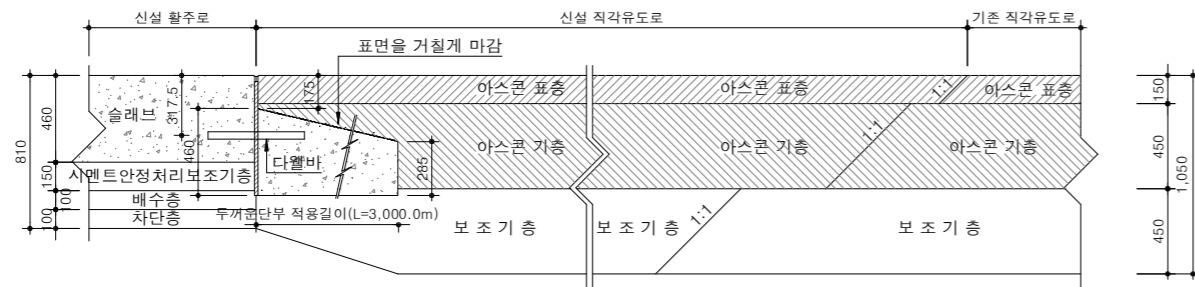 신설 활주로
신설 직각유도로
기존 직각유도로
표면을 거칠게 마감
아스콘 표층
아스콘 표층
아스콘 표층
슬래브
아스콘 기층
아스콘 기층
아스콘 기층
다웰바
시멘트안정처리보조기층
배수층
차단층
두꺼운단부 적용길이(L=3,000.0m)
보 조 기 층
보 조 기 층
보 조 기 층
1:1
1:1
1:1
810
460
150
100
100
317.5
460
175
285
150
450
450
1,050